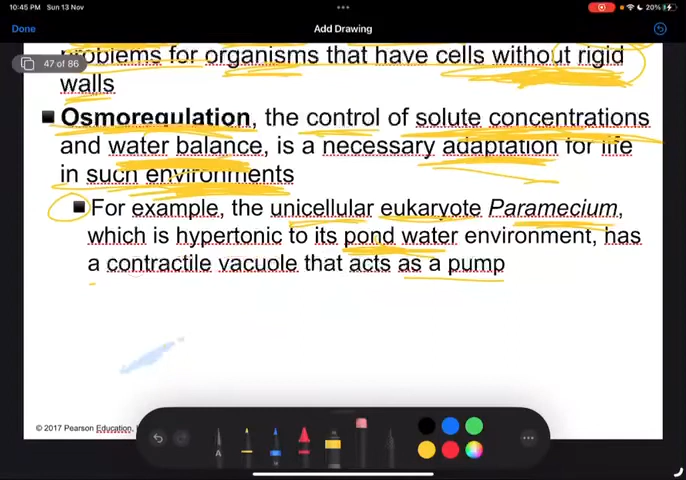 10:45 PM Sun 13 Nov
20%
Done
Add Drawing
problems for organisms that have cells without rigid
47 of 86
walls
Osmoregulation, the control of solute concentrations
and water balance, is a necessary adaptation for life
in such environments
For example, the unicellular eukaryote Paramecium,
which is hypertonic to its pond water environment, has
a contractile vacuole that acts as a pump
© 2017 Pearson Education,
A